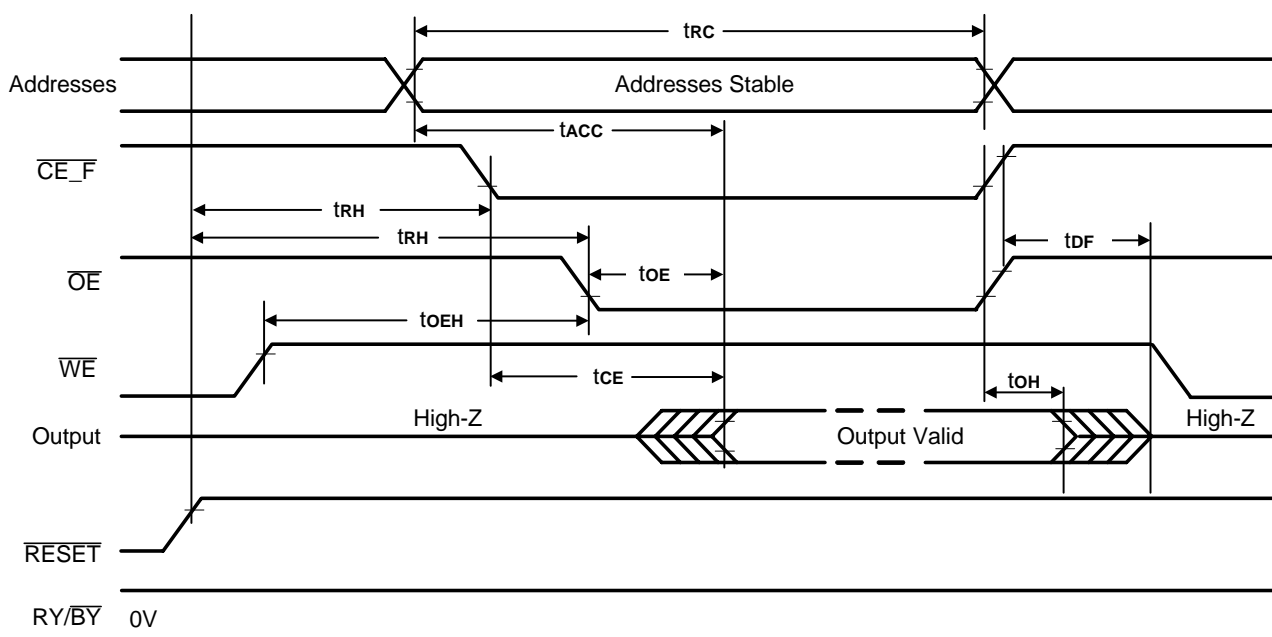 tRC
Addresses
Addresses Stable
tACC
CE_F
tRH
tRH
tDF
OE
tOE
tOEH
WE
tCE
tOH
High-Z
High-Z
Output
Output Valid
RESET
RY/BY 0V